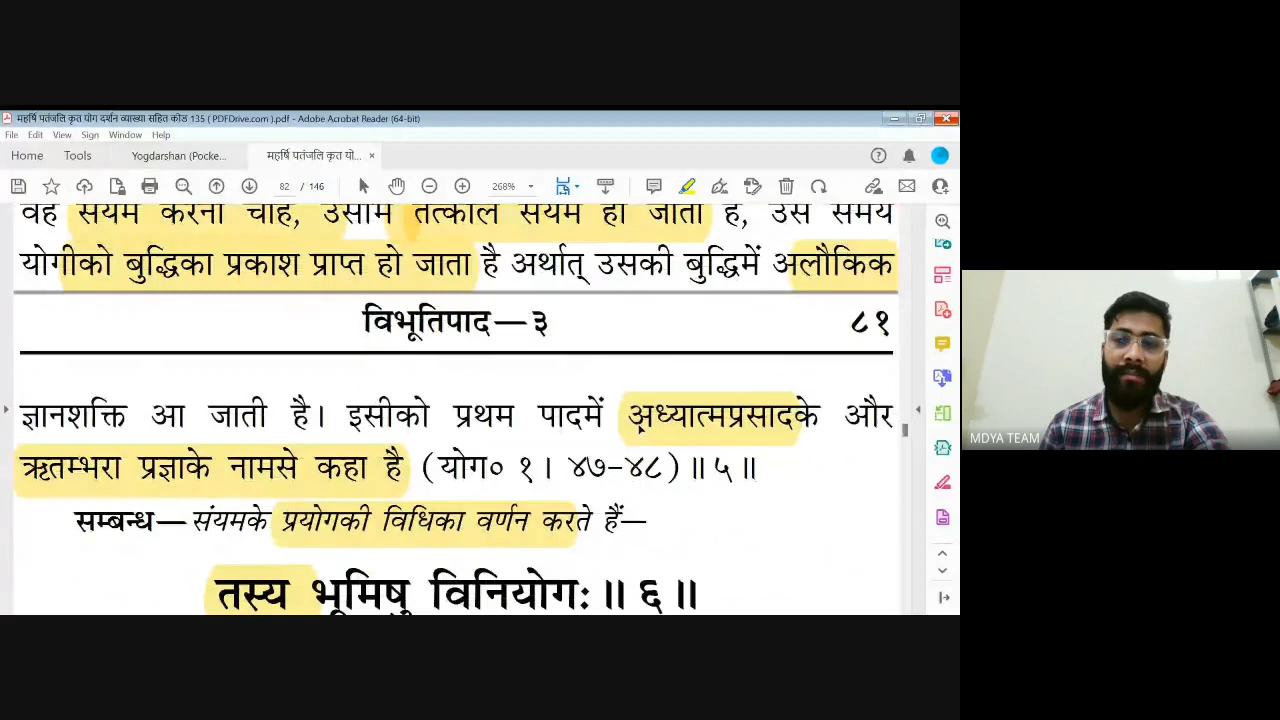 महर्षि पतंजलि कृत योग दर्शन व्याख्या सहित कोड 135 ( PDFDrive.com ).pdf - Adobe Acrobat Reader (64-bit)
File Edit View Sign Window Help
Home Tools Yogdarshan (Pocke... महर्षि पतंजलि कृत यो... ×
82 / 146 268%
वह संयम करना चाहे, उसीमें तत्काल संयम हो जाता है, उस समय
योगीको बुद्धिका प्रकाश प्राप्त हो जाता है अर्थात् उसकी बुद्धिमें अलौकिक
विभूतिपाद—३ ८१
ज्ञानशक्ति आ जाती है। इसीको प्रथम पादमें अध्यात्मप्रसादके और
ऋतम्भरा प्रज्ञाके नामसे कहा है (योग० १। ४७-४८)॥५॥
सम्बन्ध—संयमके प्रयोगकी विधिका वर्णन करते हैं—
तस्य भूमिषु विनियोगः॥६॥
MDYA TEAM